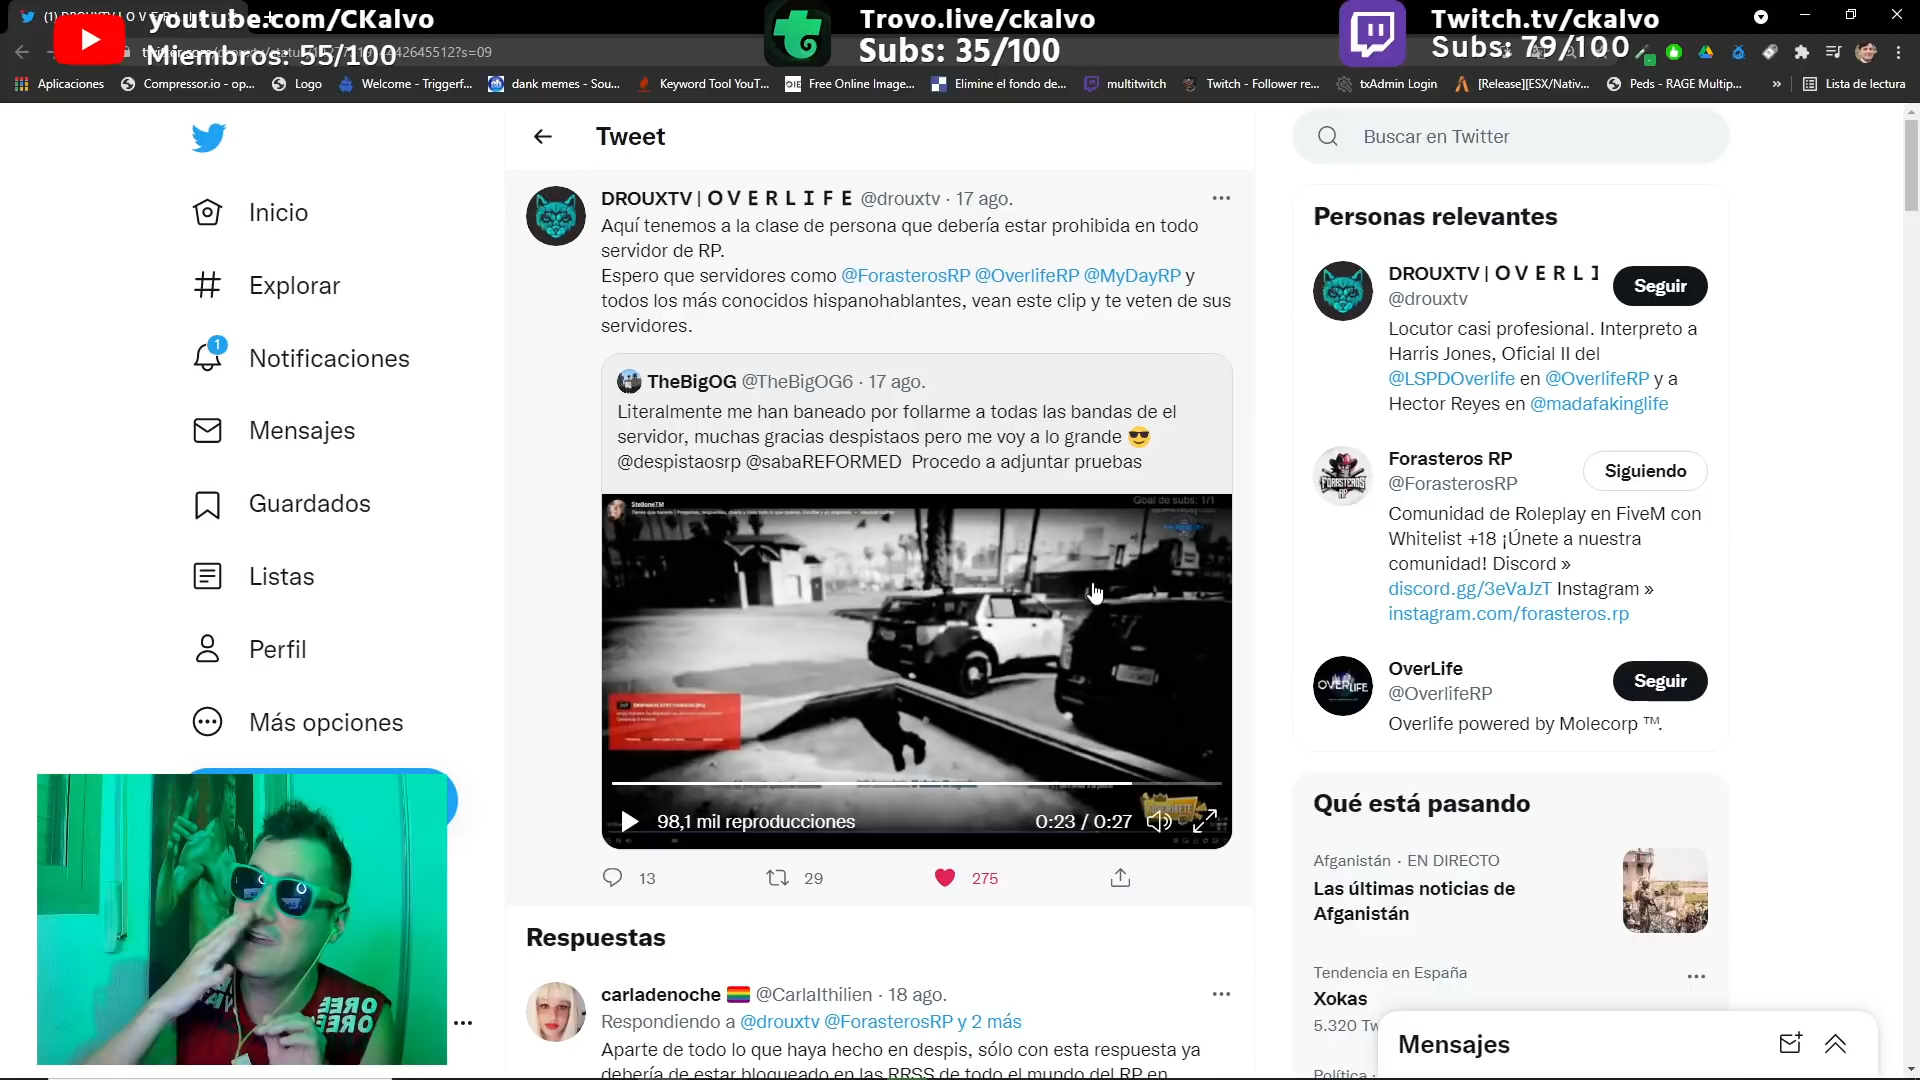 youtube.com/CKalvo
Miembros: 55/100
Trovo.live/ckalvo
Subs: 35/100
Twitch.tv/ckalvo
Subs: 79/100
Aplicaciones
Compressor.io - op...
Logo
Welcome - Triggerf...
dank memes - Sou...
Keyword Tool YouT...
Free Online Image...
Elimine el fondo de...
multitwitch
Twitch - Follower re...
txAdmin Login
[Release][ESX/Nativ...
Peds - RAGE Multip...
»
Lista de lectura
Tweet
Buscar en Twitter
Inicio
Explorar
1
Notificaciones
Mensajes
Guardados
Listas
Perfil
Más opciones
DROUXTV | O V E R L I F E @drouxtv · 17 ago.
Aquí tenemos a la clase de persona que debería estar prohibida en todo
servidor de RP.
Espero que servidores como @ForasterosRP @OverlifeRP @MyDayRP y
todos los más conocidos hispanohablantes, vean este clip y te veten de sus
servidores.
TheBigOG @TheBigOG6 · 17 ago.
Literalmente me han baneado por follarme a todas las bandas de el
servidor, muchas gracias despistaos pero me voy a lo grande 😎
@despistaosrp @sabaREFORMED Procedo a adjuntar pruebas
StelloneTM
Goal de subs: 1/1
98,1 mil reproducciones
0:23 / 0:27
13
29
275
Respuestas
carladenoche 🏳️‍🌈 @CarlaIthilien · 18 ago.
Respondiendo a @drouxtv @ForasterosRP y 2 más
Aparte de todo lo que haya hecho en despis, sólo con esta respuesta ya
debería de estar bloqueado en las RRSS de todo el mundo del RP en
Personas relevantes
DROUXTV | O V E R L I
@drouxtv
Seguir
Locutor casi profesional. Interpreto a
Harris Jones, Oficial II del
@LSPDOverlife en @OverlifeRP y a
Hector Reyes en @madafakinglife
Forasteros RP
@ForasterosRP
Siguiendo
Comunidad de Roleplay en FiveM con
Whitelist +18 ¡Únete a nuestra
comunidad! Discord »
discord.gg/3eVaJzT Instagram »
instagram.com/forasteros.rp
OverLife
@OverlifeRP
Seguir
Overlife powered by Molecorp ™.
Qué está pasando
Afganistán · EN DIRECTO
Las últimas noticias de
Afganistán
Tendencia en España
Xokas
5.320 Tw
Política
Mensajes